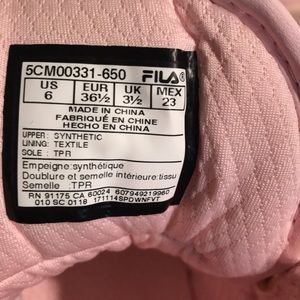 5CM00331-650 FILA
US EUR UK MEX
6 36½ 3½ 23
MADE IN CHINA
FABRIQUÉ EN CHINE
HECHO EN CHINA
UPPER: SYNTHETIC
LINING: TEXTILE
SOLE : TPR
Empeigne:synthétique
Doublure et semelle intérieure:tissu
Semelle :TPR
RN 91175 CA 60024 607949219960
010 SC 0118 171114SPDWNFVT